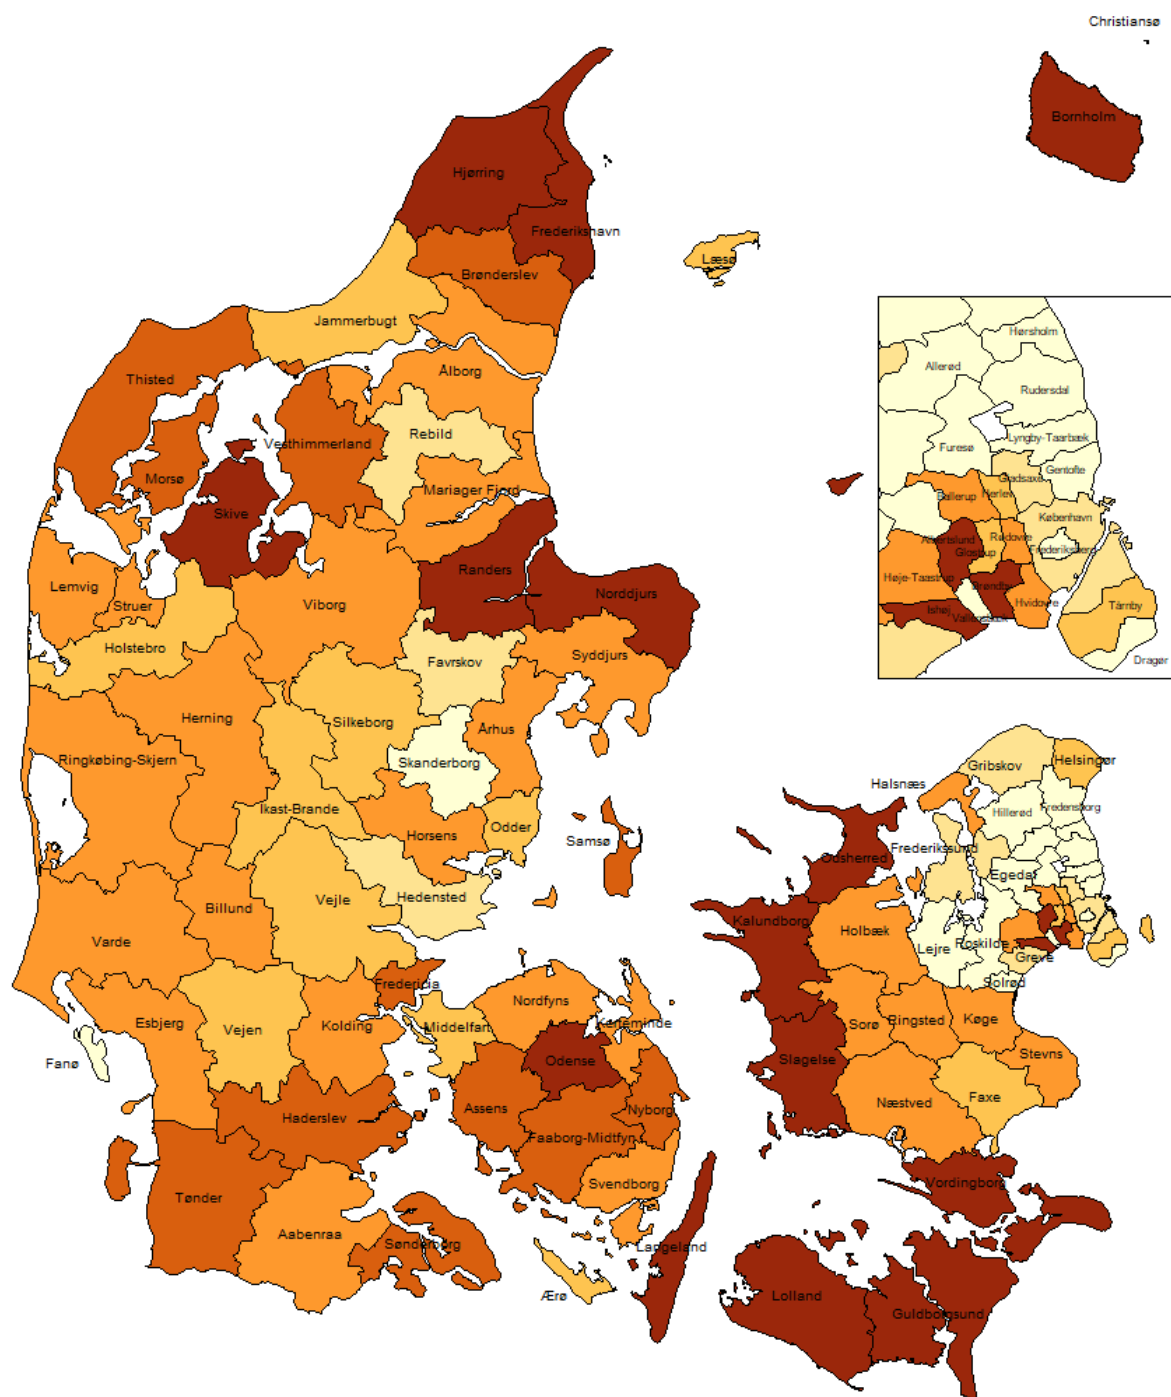 Christiansø
Bornholm
Hjørring
Frederikshavn
Læsø
Brønderslev
Jammerbugt
Thisted
Ålborg
Vesthimmerland
Rebild
Morsø
Mariager Fjord
Skive
Randers
Norddjurs
Lemvig
Struer
Viborg
Holstebro
Favrskov
Syddjurs
Herning
Silkeborg
Århus
Ringkøbing-Skjern
Skanderborg
Ikast-Brande
Horsens
Odder
Samsø
Hedensted
Vejle
Billund
Varde
Fredericia
Nordfyns
Esbjerg
Vejen
Kolding
Middelfart
Kerteminde
Fanø
Odense
Haderslev
Assens
Nyborg
Faaborg-Midtfyn
Tønder
Svendborg
Aabenraa
Sønderborg
Langeland
Ærø
Hørsholm
Allerød
Rudersdal
Furesø
Lyngby-Taarbæk
Gentofte
Gladsaxe
Ballerup
Herlev
København
Albertslund
Rødovre
Glostrup
Frederiksberg
Høje-Taastrup
Brøndby
Ishøj
Vallensbæk
Hvidovre
Tårnby
Dragør
Gribskov
Helsingør
Halsnæs
Hillerød
Fredensborg
Odsherred
Frederikssund
Egedal
Kalundborg
Holbæk
Lejre
Roskilde
Greve
Solrød
Sorø
Ringsted
Køge
Slagelse
Stevns
Næstved
Faxe
Vordingborg
Lolland
Guldborgsund